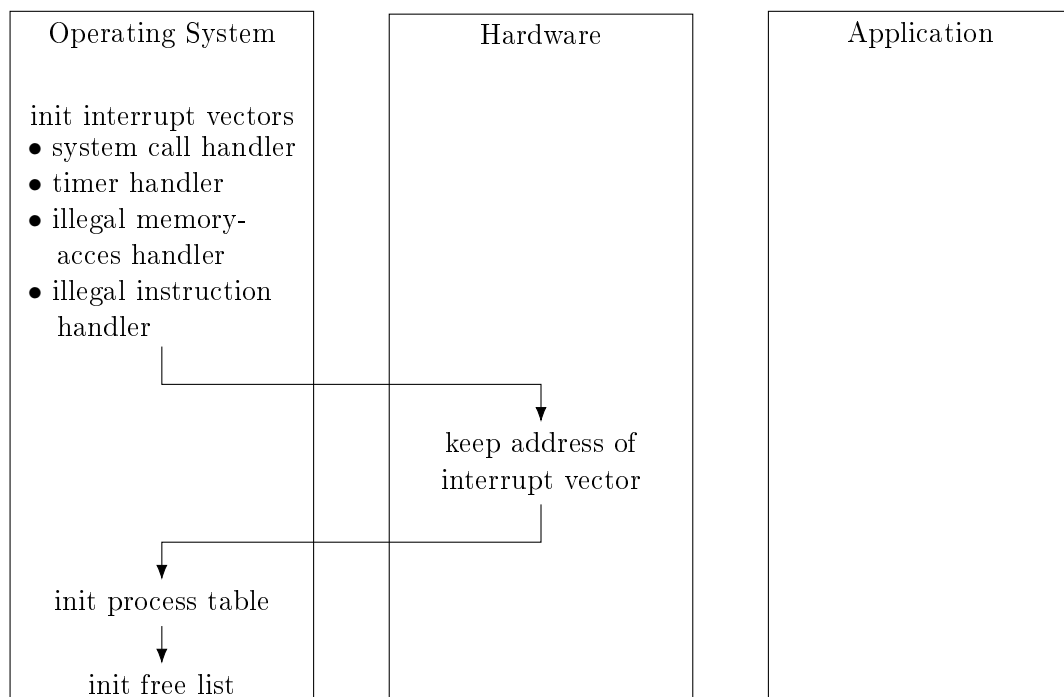 Operating System
Hardware
Application
init interrupt vectors
• system call handler
• timer handler
• illegal memory-
acces handler
• illegal instruction
handler
keep address of
interrupt vector
init process table
init free list